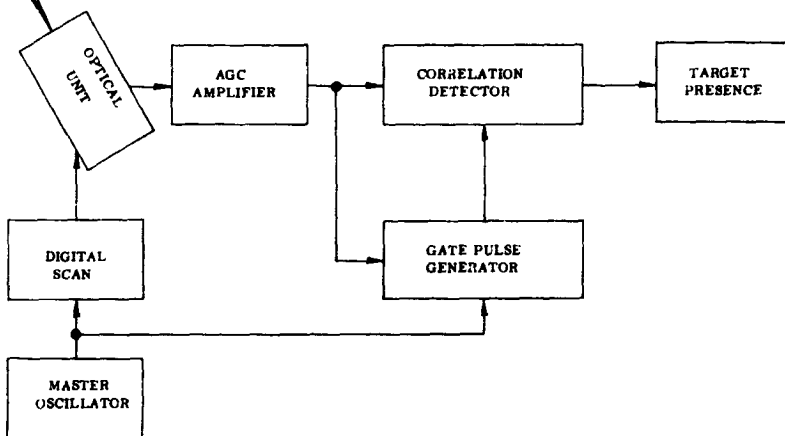 OPTICAL
UNIT
AGC
AMPLIFIER
CORRELATION
DETECTOR
TARGET
PRESENCE
DIGITAL
SCAN
GATE PULSE
GENERATOR
MASTER
OSCILLATOR